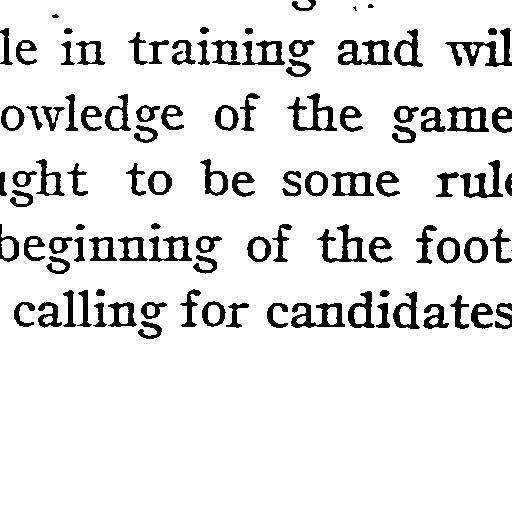 le in training and wil
owledge of the game
ught to be some rule
beginning of the foot
calling for candidates